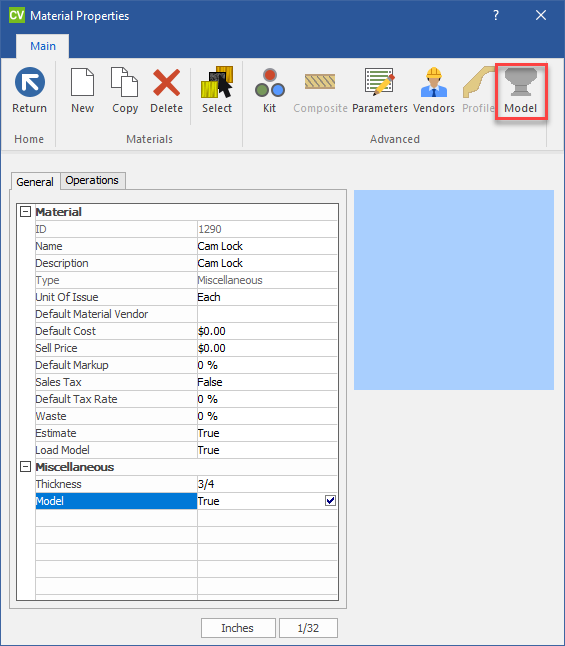 CV Material Properties ? ×
Main
Return New Copy Delete Select Kit Composite Parameters Vendors Profile Model
Home Materials Advanced
General Operations
Material
ID 1290
Name Cam Lock
Description Cam Lock
Type Miscellaneous
Unit Of Issue Each
Default Material Vendor
Default Cost $0.00
Sell Price $0.00
Default Markup 0 %
Sales Tax False
Default Tax Rate 0 %
Waste 0 %
Estimate True
Load Model True
Miscellaneous
Thickness 3/4
Model True
Inches 1/32